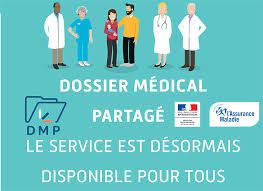 DOSSIER MÉDICAL
PARTAGÉ
DMP
l'Assurance
Maladie
LE SERVICE EST DÉSORMAIS
DISPONIBLE POUR TOUS